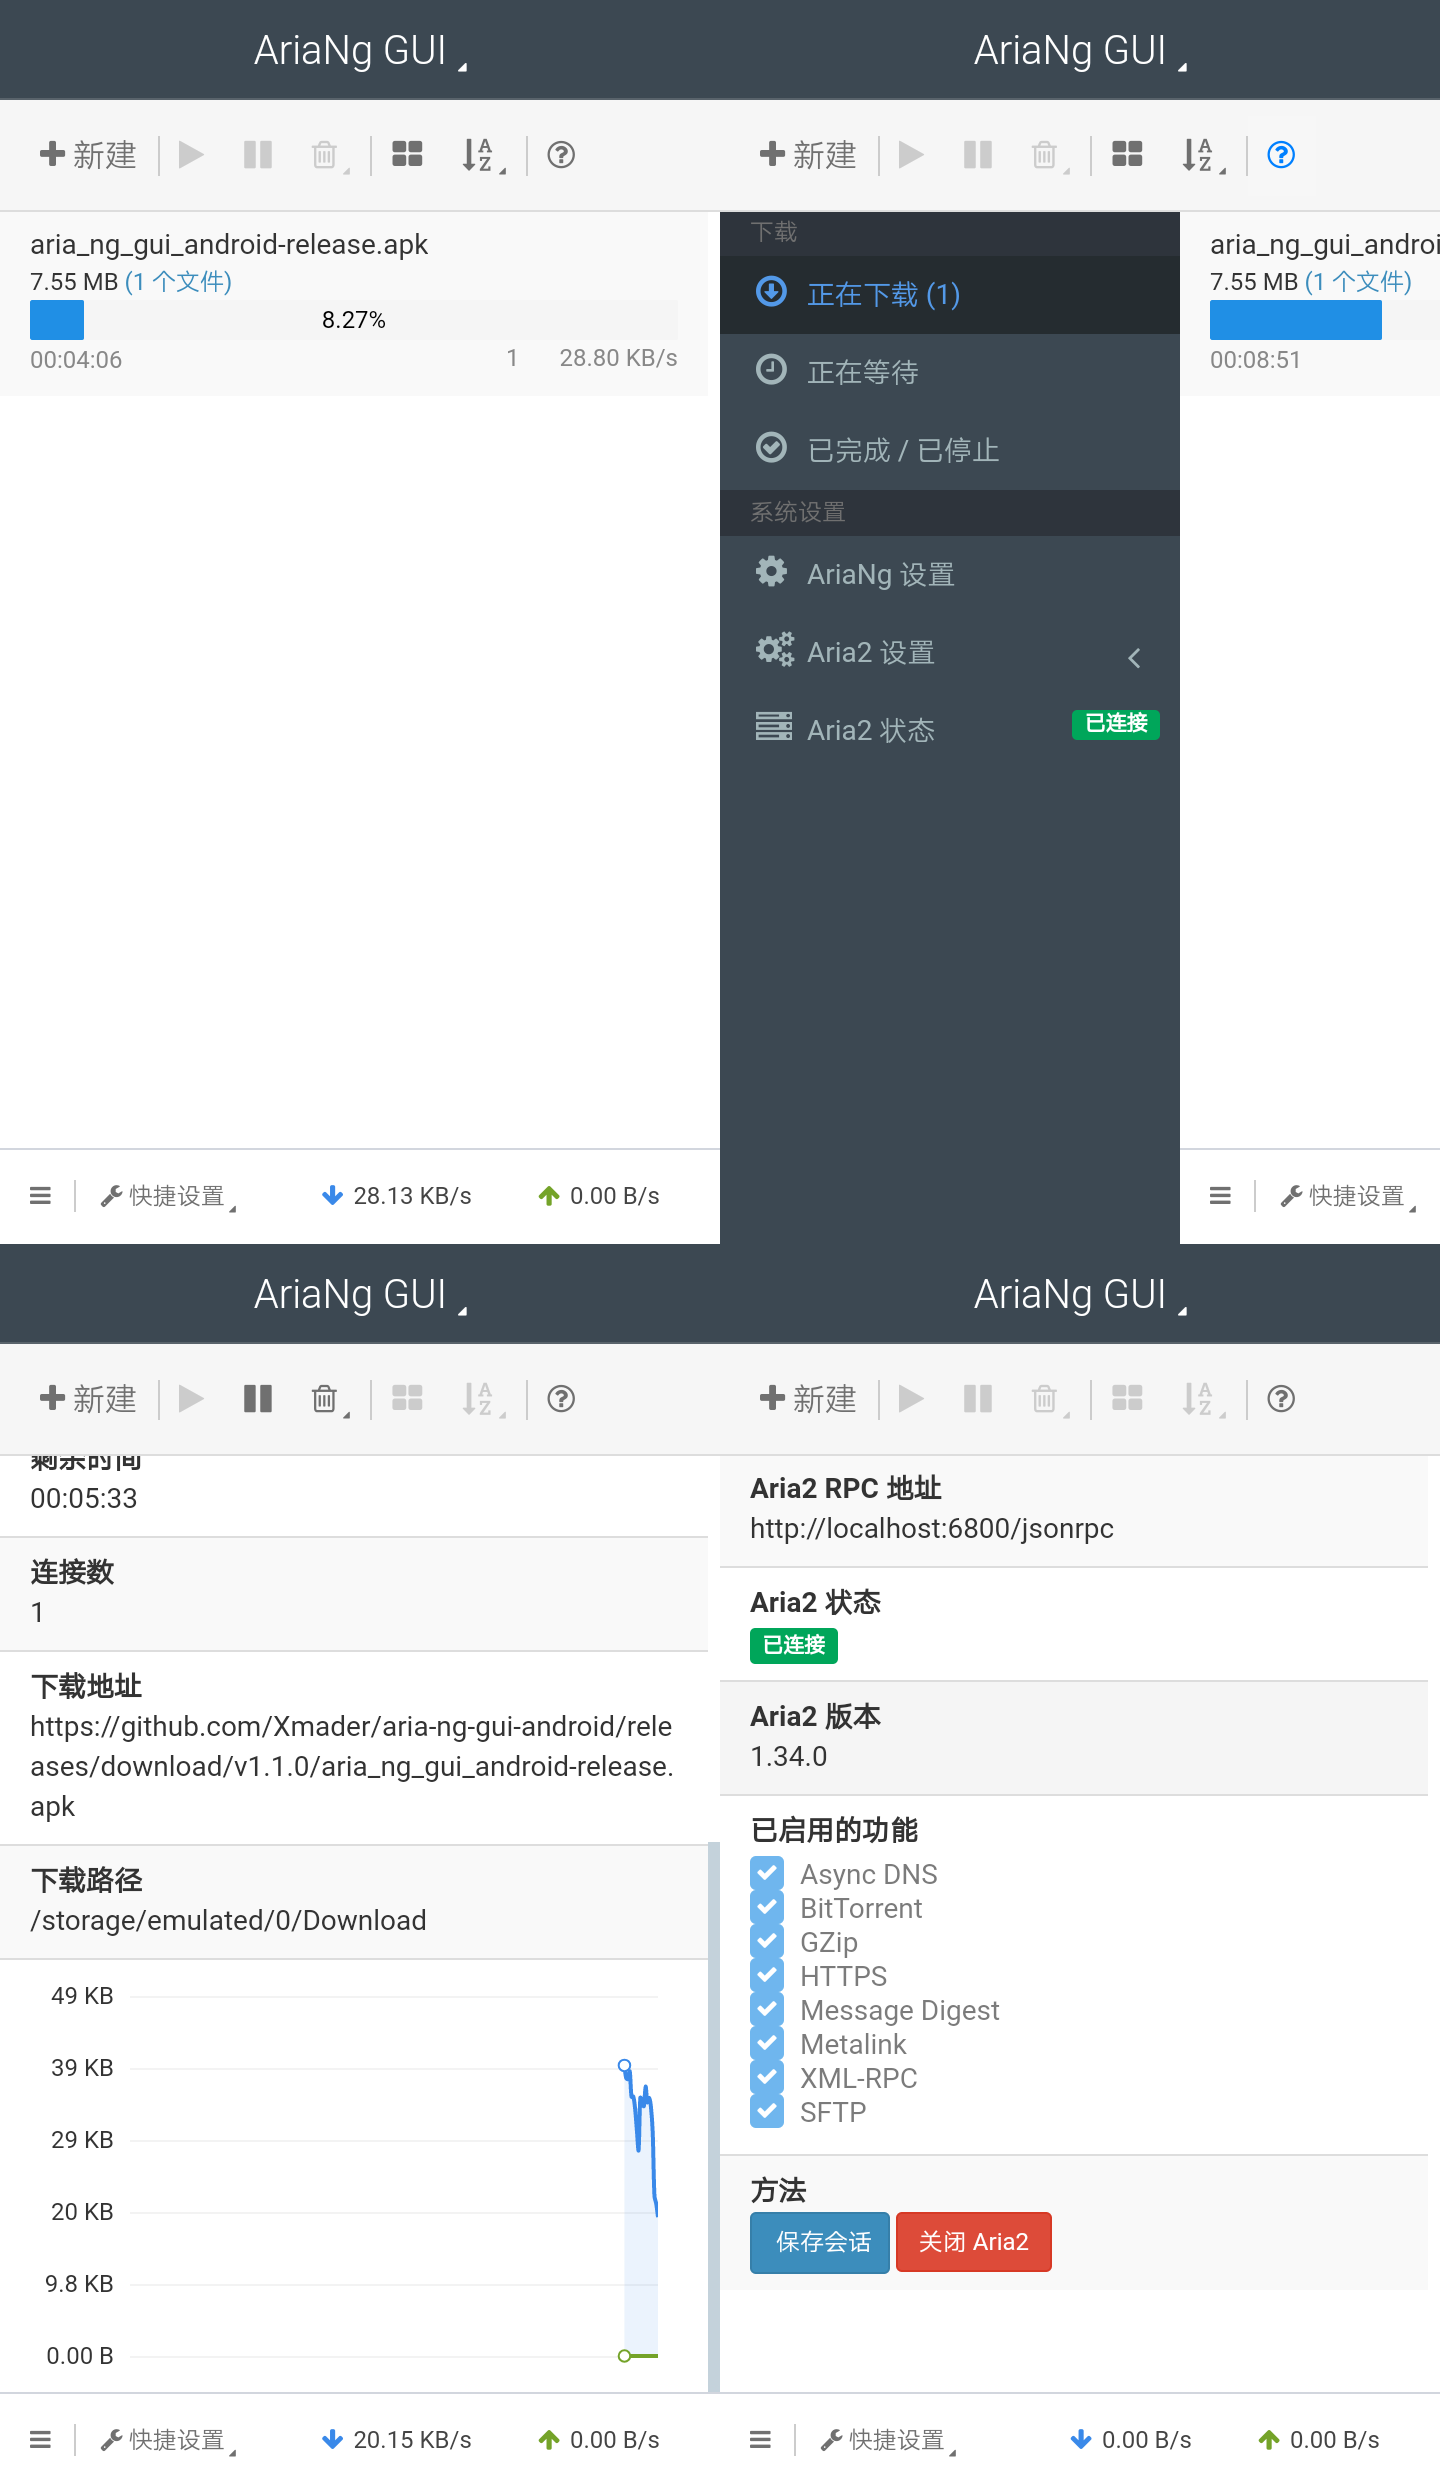 AriaNg GUI
新建
aria_ng_gui_android-release.apk
7.55 MB (1 个文件)
8.27%
00:04:06 1 28.80 KB/s
快捷设置 28.13 KB/s 0.00 B/s
AriaNg GUI
新建
下载
正在下载 (1)
正在等待
已完成 / 已停止
系统设置
AriaNg 设置
Aria2 设置
Aria2 状态 已连接
aria_ng_gui_androi
7.55 MB (1 个文件)
00:08:51
快捷设置
AriaNg GUI
新建
剩余时间
00:05:33
连接数
1
下载地址
https://github.com/Xmader/aria-ng-gui-android/rele
ases/download/v1.1.0/aria_ng_gui_android-release.
apk
下载路径
/storage/emulated/0/Download
49 KB
39 KB
29 KB
20 KB
9.8 KB
0.00 B
快捷设置 20.15 KB/s 0.00 B/s
AriaNg GUI
新建
Aria2 RPC 地址
http://localhost:6800/jsonrpc
Aria2 状态
已连接
Aria2 版本
1.34.0
已启用的功能
Async DNS
BitTorrent
GZip
HTTPS
Message Digest
Metalink
XML-RPC
SFTP
方法
保存会话 关闭 Aria2
快捷设置 0.00 B/s 0.00 B/s